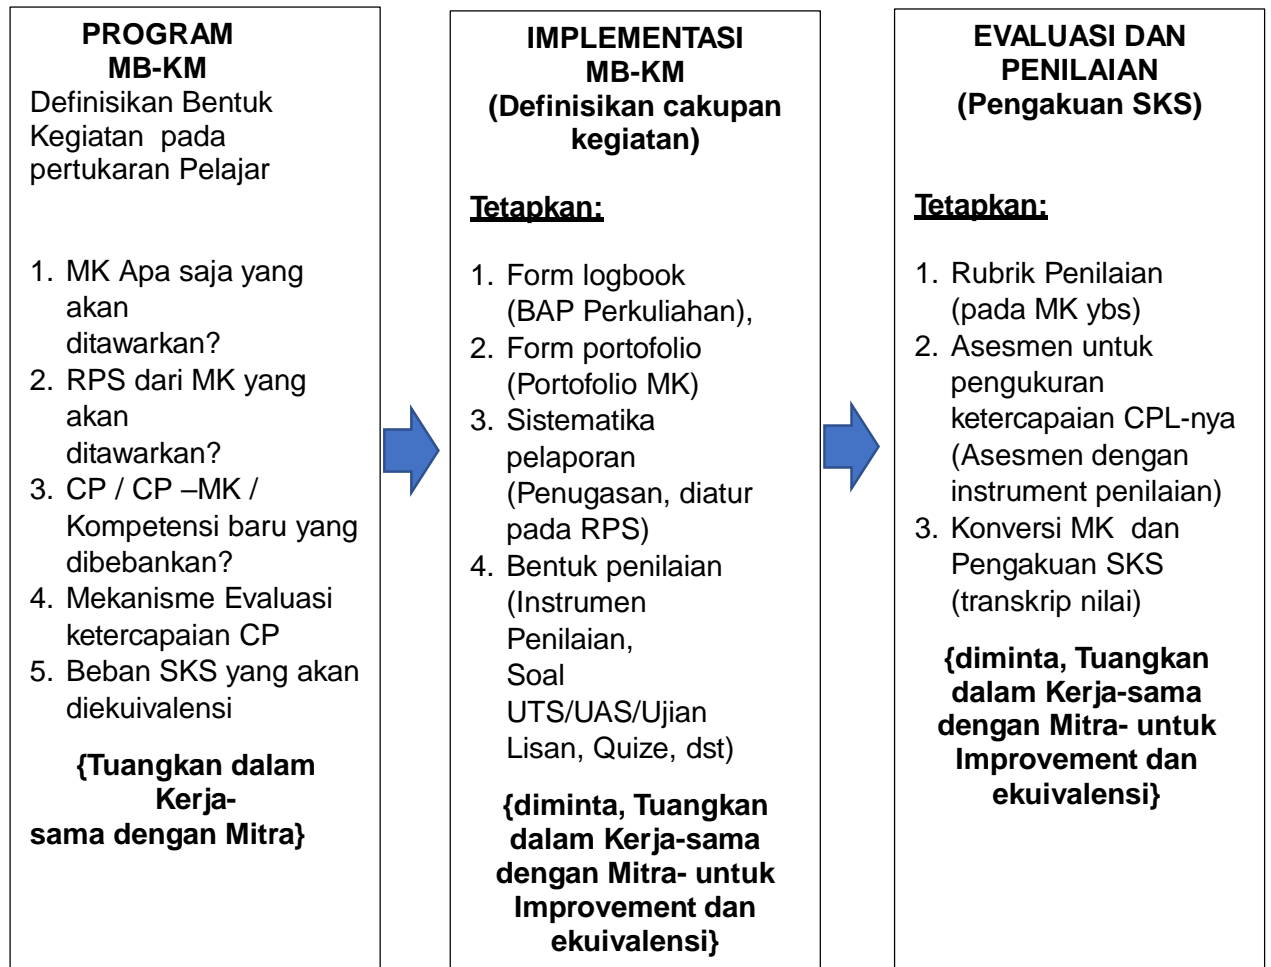 PROGRAM
MB-KM
Definisikan Bentuk
Kegiatan pada
pertukaran Pelajar
1. MK Apa saja yang
akan
ditawarkan?
2. RPS dari MK yang
akan
ditawarkan?
3. CP / CP –MK /
Kompetensi baru yang
dibebankan?
4. Mekanisme Evaluasi
ketercapaian CP
5. Beban SKS yang akan
diekuivalensi
{Tuangkan dalam
Kerja-
sama dengan Mitra}
IMPLEMENTASI
MB-KM
(Definisikan cakupan
kegiatan)
Tetapkan:
1. Form logbook
(BAP Perkuliahan),
2. Form portofolio
(Portofolio MK)
3. Sistematika
pelaporan
(Penugasan, diatur
pada RPS)
4. Bentuk penilaian
(Instrumen
Penilaian,
Soal
UTS/UAS/Ujian
Lisan, Quize, dst)
{diminta, Tuangkan
dalam Kerja-sama
dengan Mitra- untuk
Improvement dan
ekuivalensi}
EVALUASI DAN
PENILAIAN
(Pengakuan SKS)
Tetapkan:
1. Rubrik Penilaian
(pada MK ybs)
2. Asesmen untuk
pengukuran
ketercapaian CPL-nya
(Asesmen dengan
instrument penilaian)
3. Konversi MK dan
Pengakuan SKS
(transkrip nilai)
{diminta, Tuangkan
dalam Kerja-sama
dengan Mitra- untuk
Improvement dan
ekuivalensi}